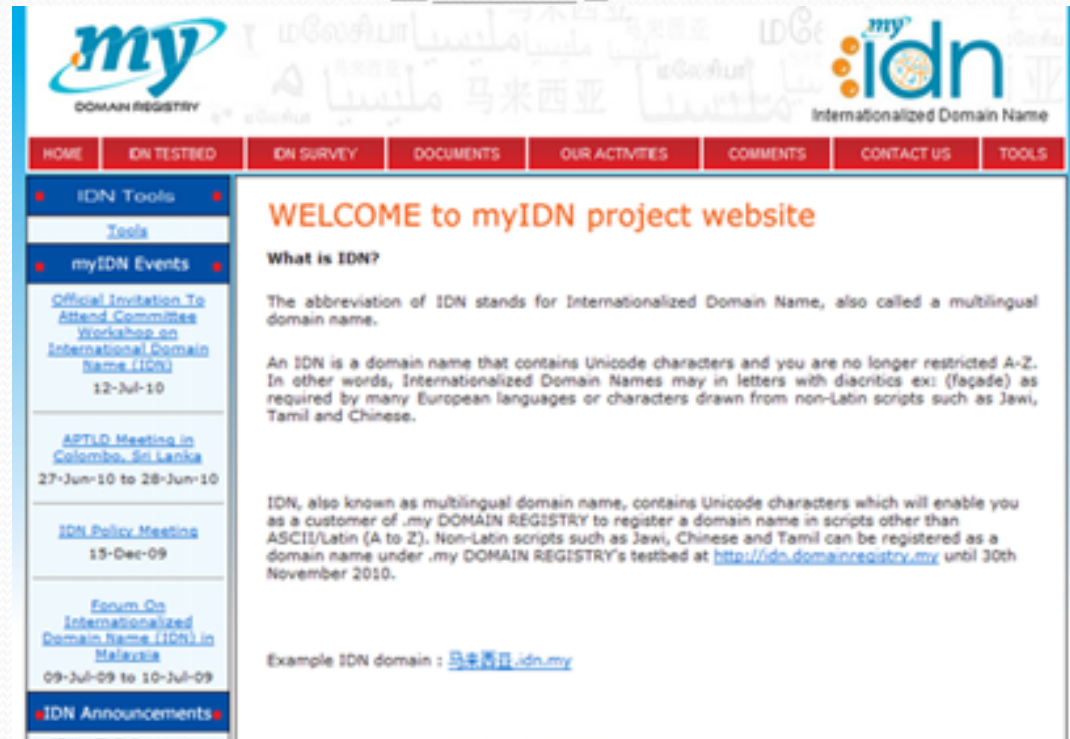 my
DOMAIN REGISTRY
my
idn
Internationalized Domain Name
மலேசியா
مليسيا
马来西亚
HOME
IDN TESTBED
IDN SURVEY
DOCUMENTS
OUR ACTIVITIES
COMMENTS
CONTACT US
TOOLS
IDN Tools
Tools
myIDN Events
Official Invitation To
Attend Committee
Workshop on
International Domain
Name (IDN)
12-Jul-10
APTLD Meeting in
Colombo, Sri Lanka
27-Jun-10 to 28-Jun-10
IDN Policy Meeting
15-Dec-09
Forum On
Internationalized
Domain Name (IDN) in
Malaysia
09-Jul-09 to 10-Jul-09
IDN Announcements
WELCOME to myIDN project website
What is IDN?
The abbreviation of IDN stands for Internationalized Domain Name, also called a multilingual
domain name.
An IDN is a domain name that contains Unicode characters and you are no longer restricted A-Z.
In other words, Internationalized Domain Names may in letters with diacritics ex: (façade) as
required by many European languages or characters drawn from non-Latin scripts such as Jawi,
Tamil and Chinese.
IDN, also known as multilingual domain name, contains Unicode characters which will enable you
as a customer of .my DOMAIN REGISTRY to register a domain name in scripts other than
ASCII/Latin (A to Z). Non-Latin scripts such as Jawi, Chinese and Tamil can be registered as a
domain name under .my DOMAIN REGISTRY's testbed at http://idn.domainregistry.my until 30th
November 2010.
Example IDN domain : 马来西亚.idn.my